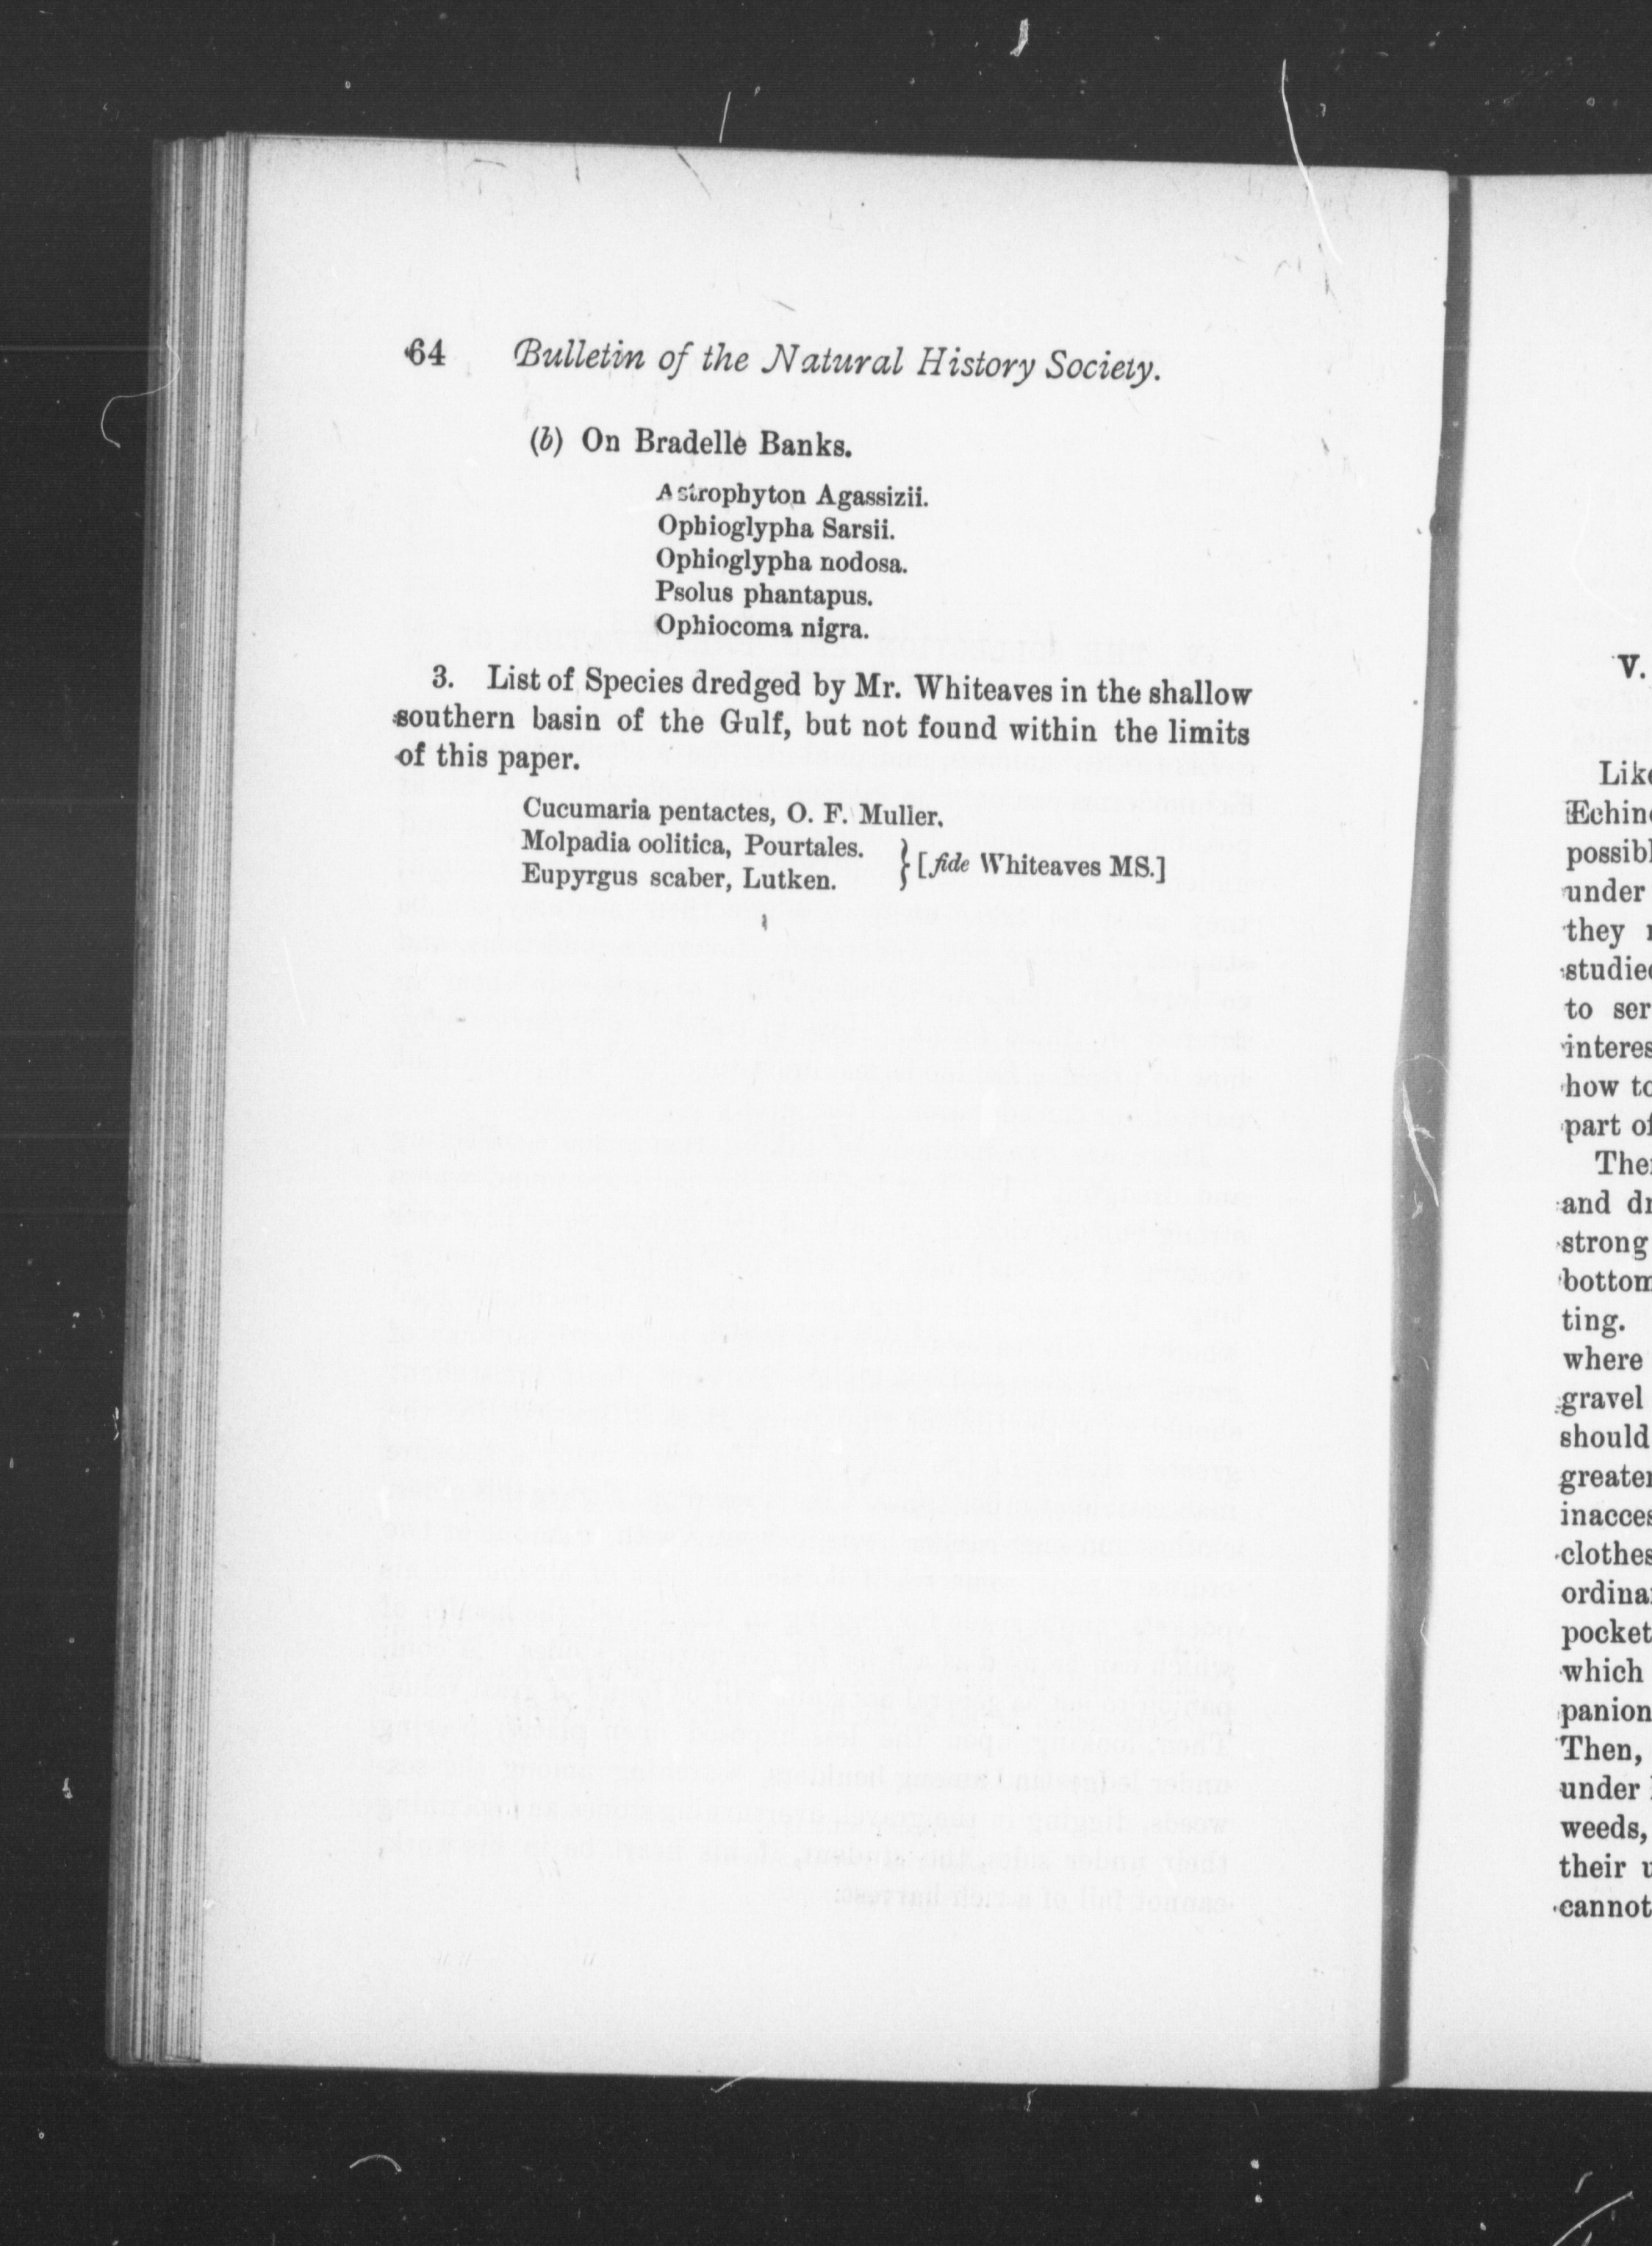 64 Bulletin of the Natural History Society.
(b) On Bradelle Banks.
Astrophyton Agassizii.
Ophioglypha Sarsii.
Ophioglypha nodosa.
Psolus phantapus.
Ophiocoma nigra.
3. List of Species dredged by Mr. Whiteaves in the shallow
southern basin of the Gulf, but not found within the limits
of this paper.
Cucumaria pentactes, O. F. Muller.
Molpadia oolitica, Pourtales.
Eupyrgus scaber, Lutken.
} [fide Whiteaves MS.]
V.
Like
Echino
possibl
under
they
studied
to ser
interes
how to
part of
Ther
and dr
strong
bottom
ting.
where
gravel
should
greater
inacces
clothes
ordinar
pocket
which
panion
Then,
under
weeds,
their
cannot